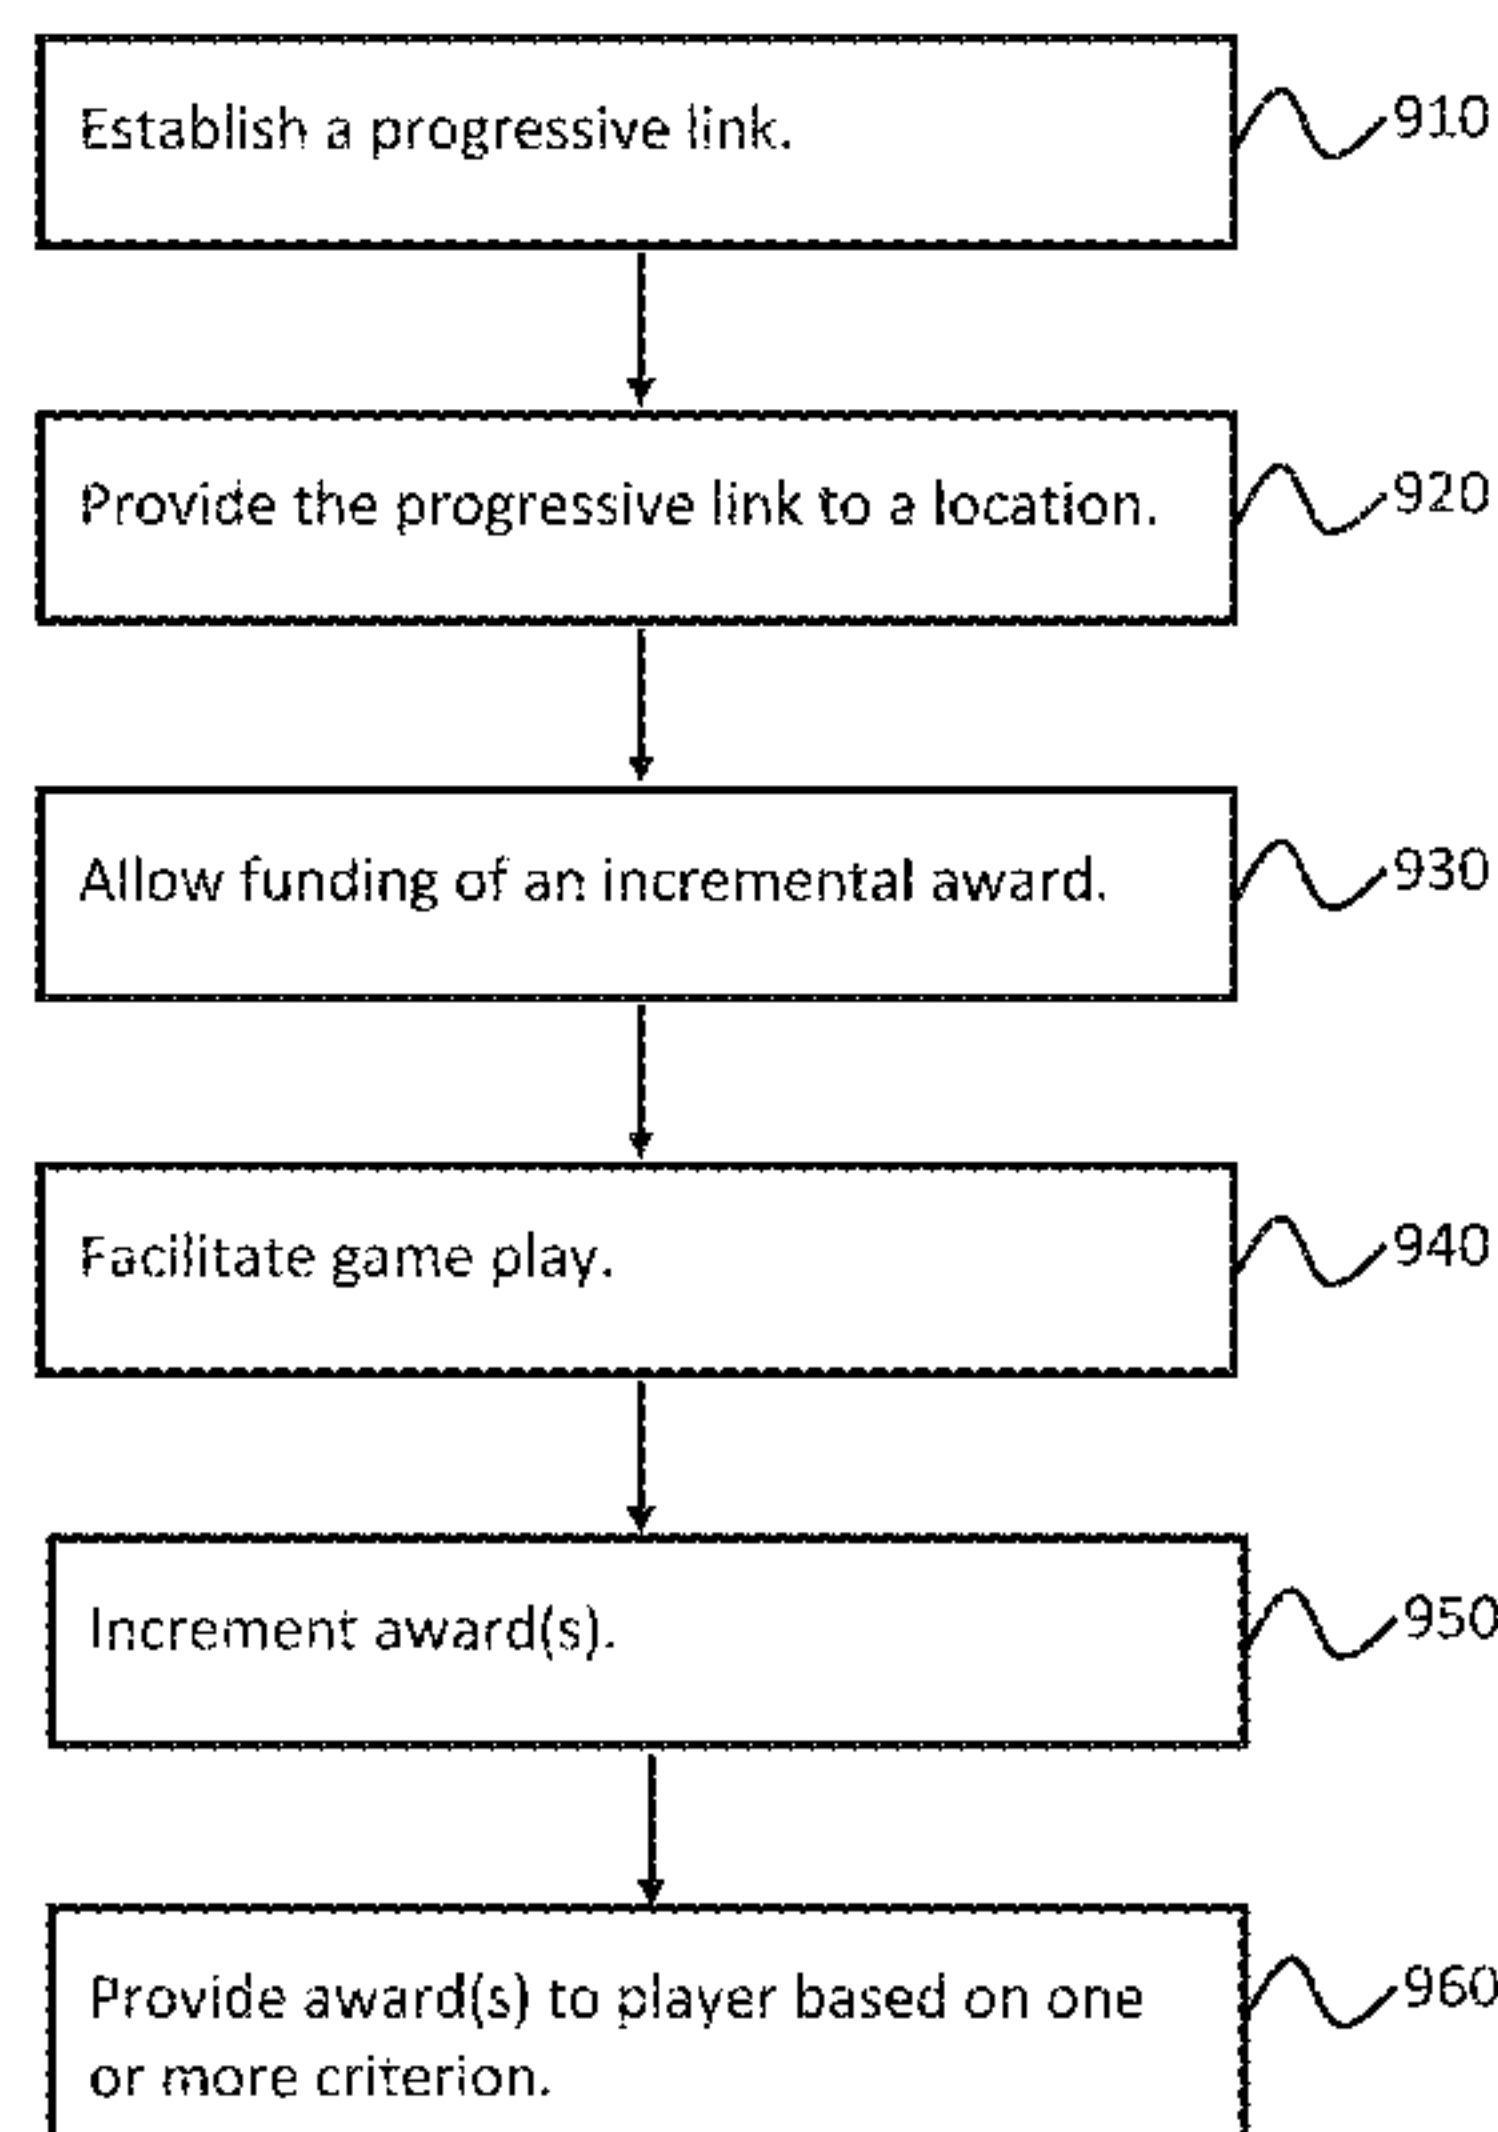 Establish a progressive link.
910
Provide the progressive link to a location.
920
Allow funding of an incremental award.
930
Facilitate game play.
940
Increment award(s).
950
Provide award(s) to player based on one
or more criterion.
960